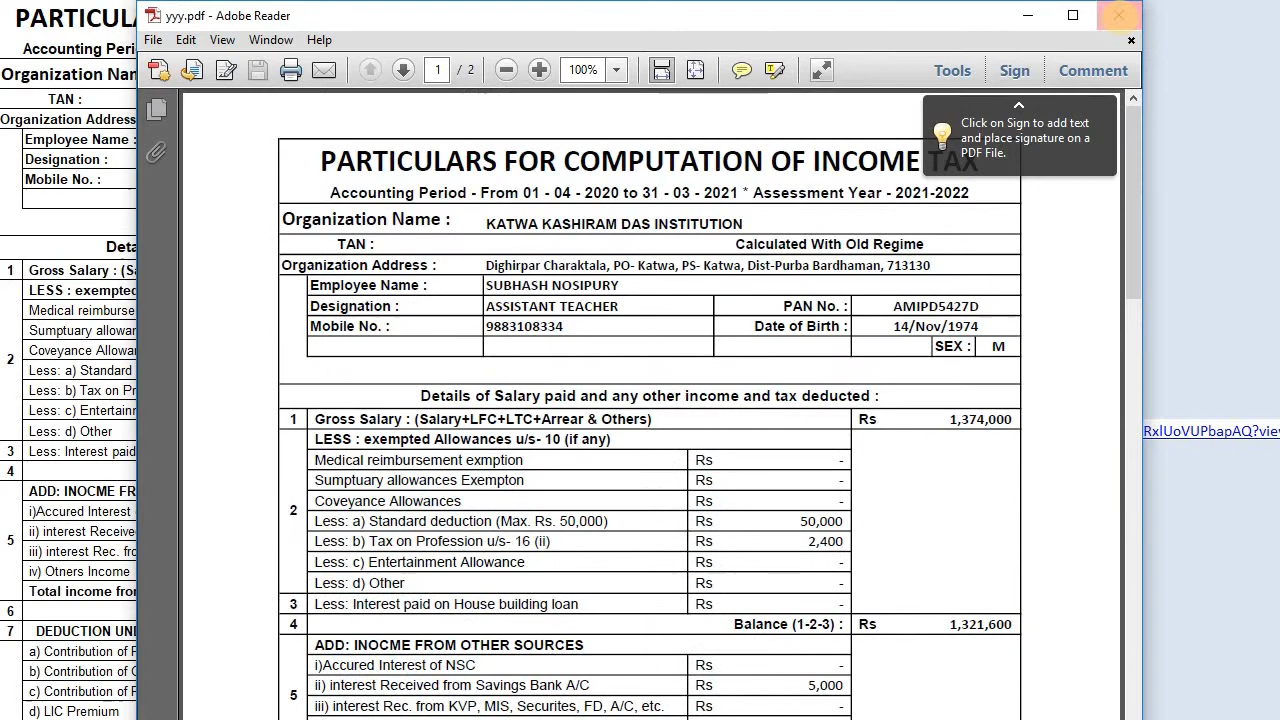 PARTICULA
Accounting Peri
Organization Nam
TAN :
Organization Address
Employee Name :
Designation :
Mobile No. :
Deta
1 Gross Salary : (Sa
LESS : exempted
Medical reimburse
Sumptuary allowar
Coveyance Allowar
2 Less: a) Standard
Less: b) Tax on Pr
Less: c) Entertainn
Less: d) Other
3 Less: Interest paid
4
ADD: INOCME FR
i)Accured Interest
5 ii) interest Receive
iii) interest Rec. fro
iv) Otners Income
Total income fro
6
7 DEDUCTION UN
a) Contribution of P
b) Contribution of
c) Contribution of P
d) LIC Premium
yyy.pdf - Adobe Reader
File Edit View Window Help
1 / 2 100% Tools Sign Comment
Click on Sign to add text
and place signature on a
PDF File.
PARTICULARS FOR COMPUTATION OF INCOME TAX
Accounting Period - From 01 - 04 - 2020 to 31 - 03 - 2021 * Assessment Year - 2021-2022
Organization Name : KATWA KASHIRAM DAS INSTITUTION
TAN : Calculated With Old Regime
Organization Address : Dighirpar Charaktala, PO- Katwa, PS- Katwa, Dist-Purba Bardhaman, 713130
Employee Name : SUBHASH NOSIPURY
Designation : ASSISTANT TEACHER PAN No. : AMIPD5427D
Mobile No. : 9883108334 Date of Birth : 14/Nov/1974
SEX : M
Details of Salary paid and any other income and tax deducted :
1 Gross Salary : (Salary+LFC+LTC+Arrear & Others) Rs 1,374,000
LESS : exempted Allowances u/s- 10 (if any)
Medical reimbursement exmption Rs -
Sumptuary allowances Exempton Rs -
Coveyance Allowances Rs -
2 Less: a) Standard deduction (Max. Rs. 50,000) Rs 50,000
Less: b) Tax on Profession u/s- 16 (ii) Rs 2,400
Less: c) Entertainment Allowance Rs -
Less: d) Other Rs -
3 Less: Interest paid on House building loan Rs -
4 Balance (1-2-3) : Rs 1,321,600
ADD: INOCME FROM OTHER SOURCES
i)Accured Interest of NSC Rs -
5 ii) interest Received from Savings Bank A/C Rs 5,000
iii) interest Rec. from KVP, MIS, Securites, FD, A/C, etc. Rs -
RxlUoVUPbapAQ?viev